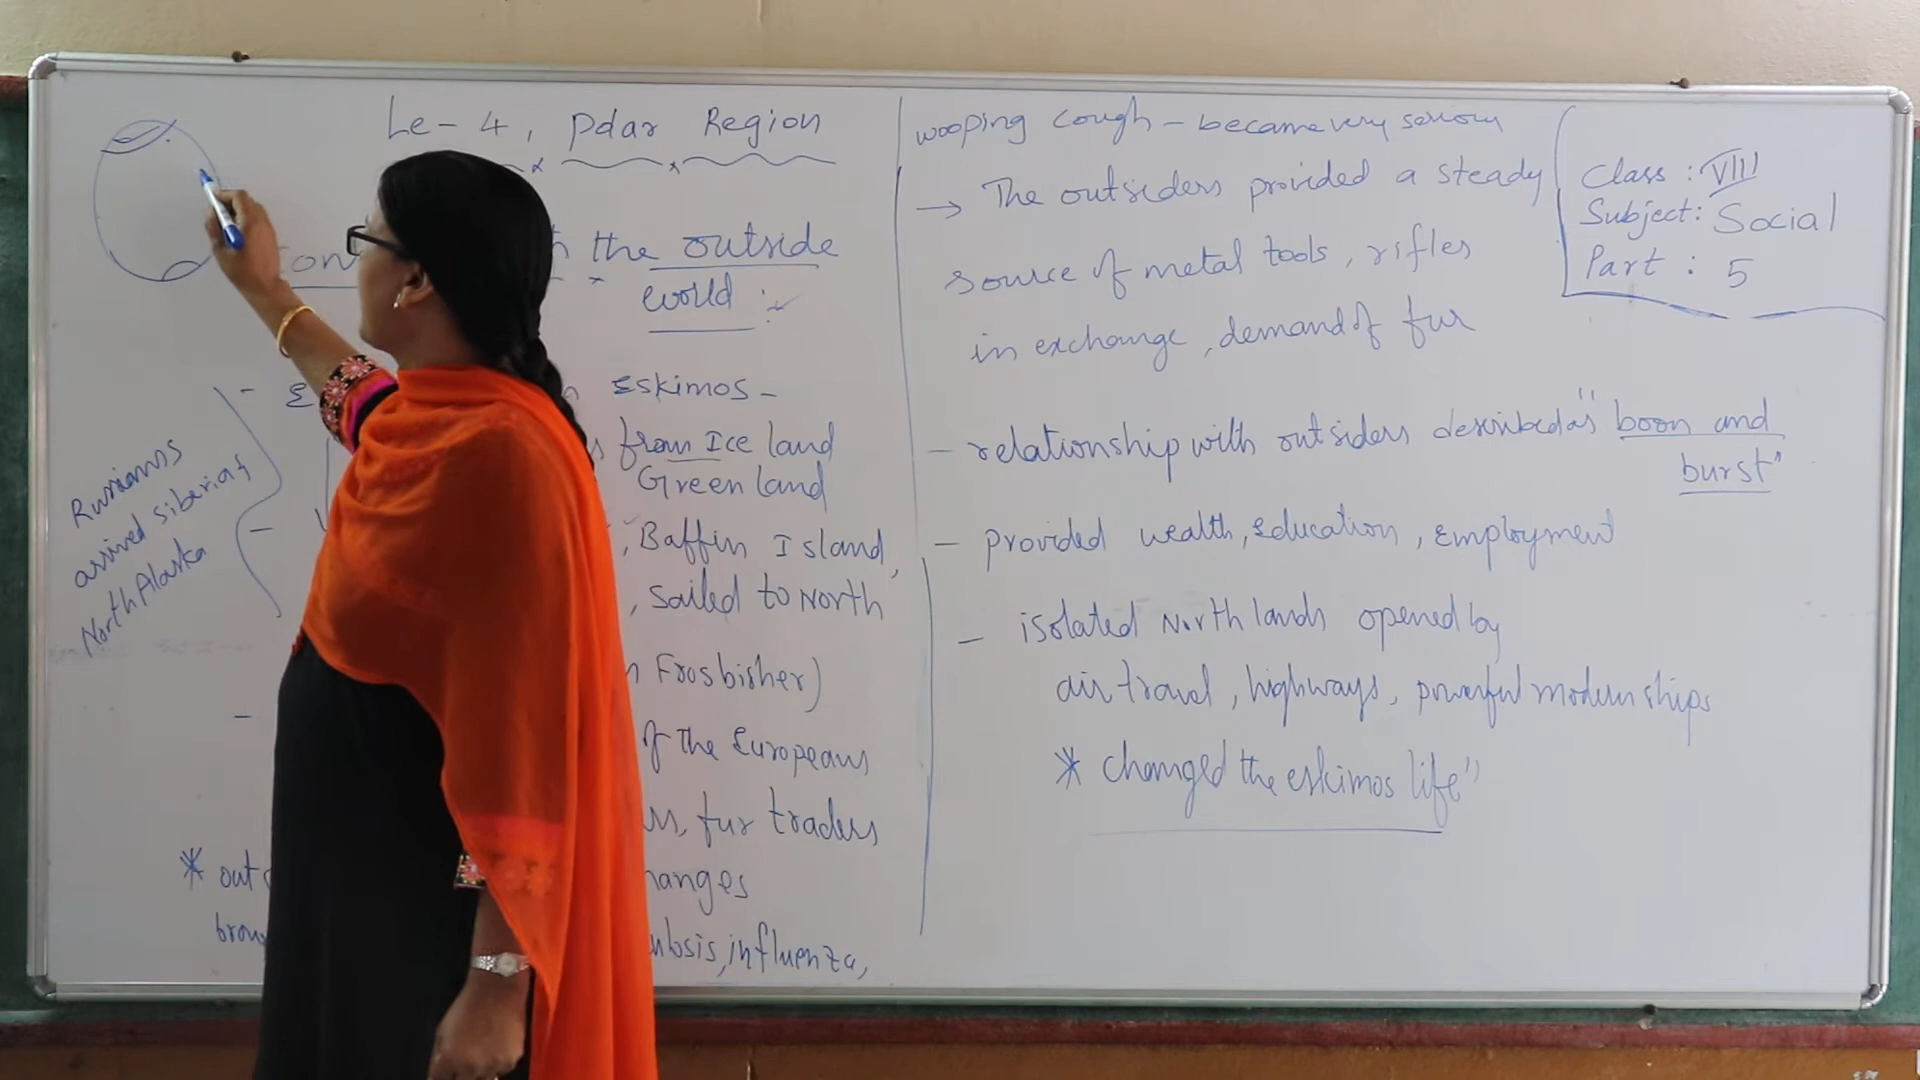 Le-4, Polar Region
the outside
world :-
Eskimos -
from Ice land
Green land
, Baffin Island,
, Sailed to North
Frosbisher)
of the Europeans
, fur traders
* out
influenza,
Russians
arrived siberia &
North Alaska
wooping cough - became very serious
→ The outsiders provided a steady
source of metal tools, rifles
in exchange, demand of fur
- relationship with outsiders described as "boon and
burst"
- provided wealth, Education, Employment
- isolated North lands opened by
air travel, highways, powerful modern ships
* changed the eskimos life"
Class : VIII
Subject: Social
Part : 5